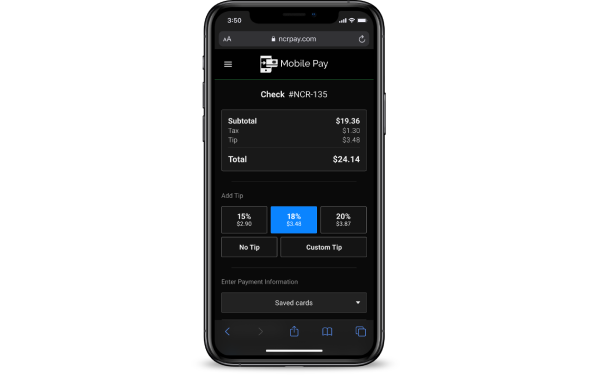 3:50
AA ncrpay.com
Mobile Pay
Check #NCR-135
Subtotal $19.36
Tax $1.30
Tip $3.48
Total $24.14
Add Tip
15% 18% 20%
$2.90 $3.48 $3.87
No Tip Custom Tip
Enter Payment Information
Saved cards